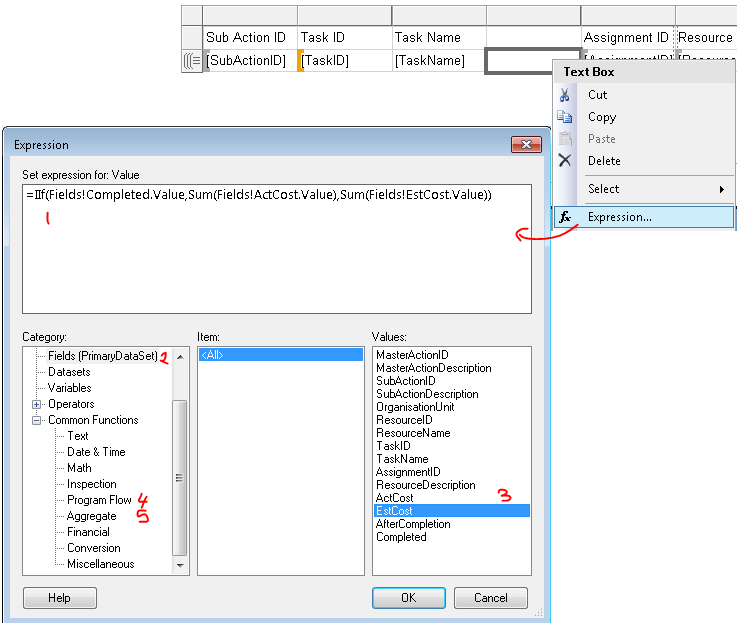 Sub Action ID Task ID Task Name Assignment ID Resource
[SubActionID] [TaskID] [TaskName] [AssignmentID] [Resource
Text Box
Cut
Copy
Paste
Delete
Select
fx Expression...
Expression
Set expression for: Value
=IIf(Fields!Completed.Value,Sum(Fields!ActCost.Value),Sum(Fields!EstCost.Value))
1
Category: Item: Values:
Fields (PrimaryDataSet) 2
Datasets
Variables
Operators
Common Functions
Text
Date & Time
Math
Inspection
Program Flow 4
Aggregate 5
Financial
Conversion
Miscellaneous
<All>
MasterActionID
MasterActionDescription
SubActionID
SubActionDescription
OrganisationUnit
ResourceID
ResourceName
TaskID
TaskName
AssignmentID
ResourceDescription
ActCost 3
EstCost
AfterCompletion
Completed
Help OK Cancel